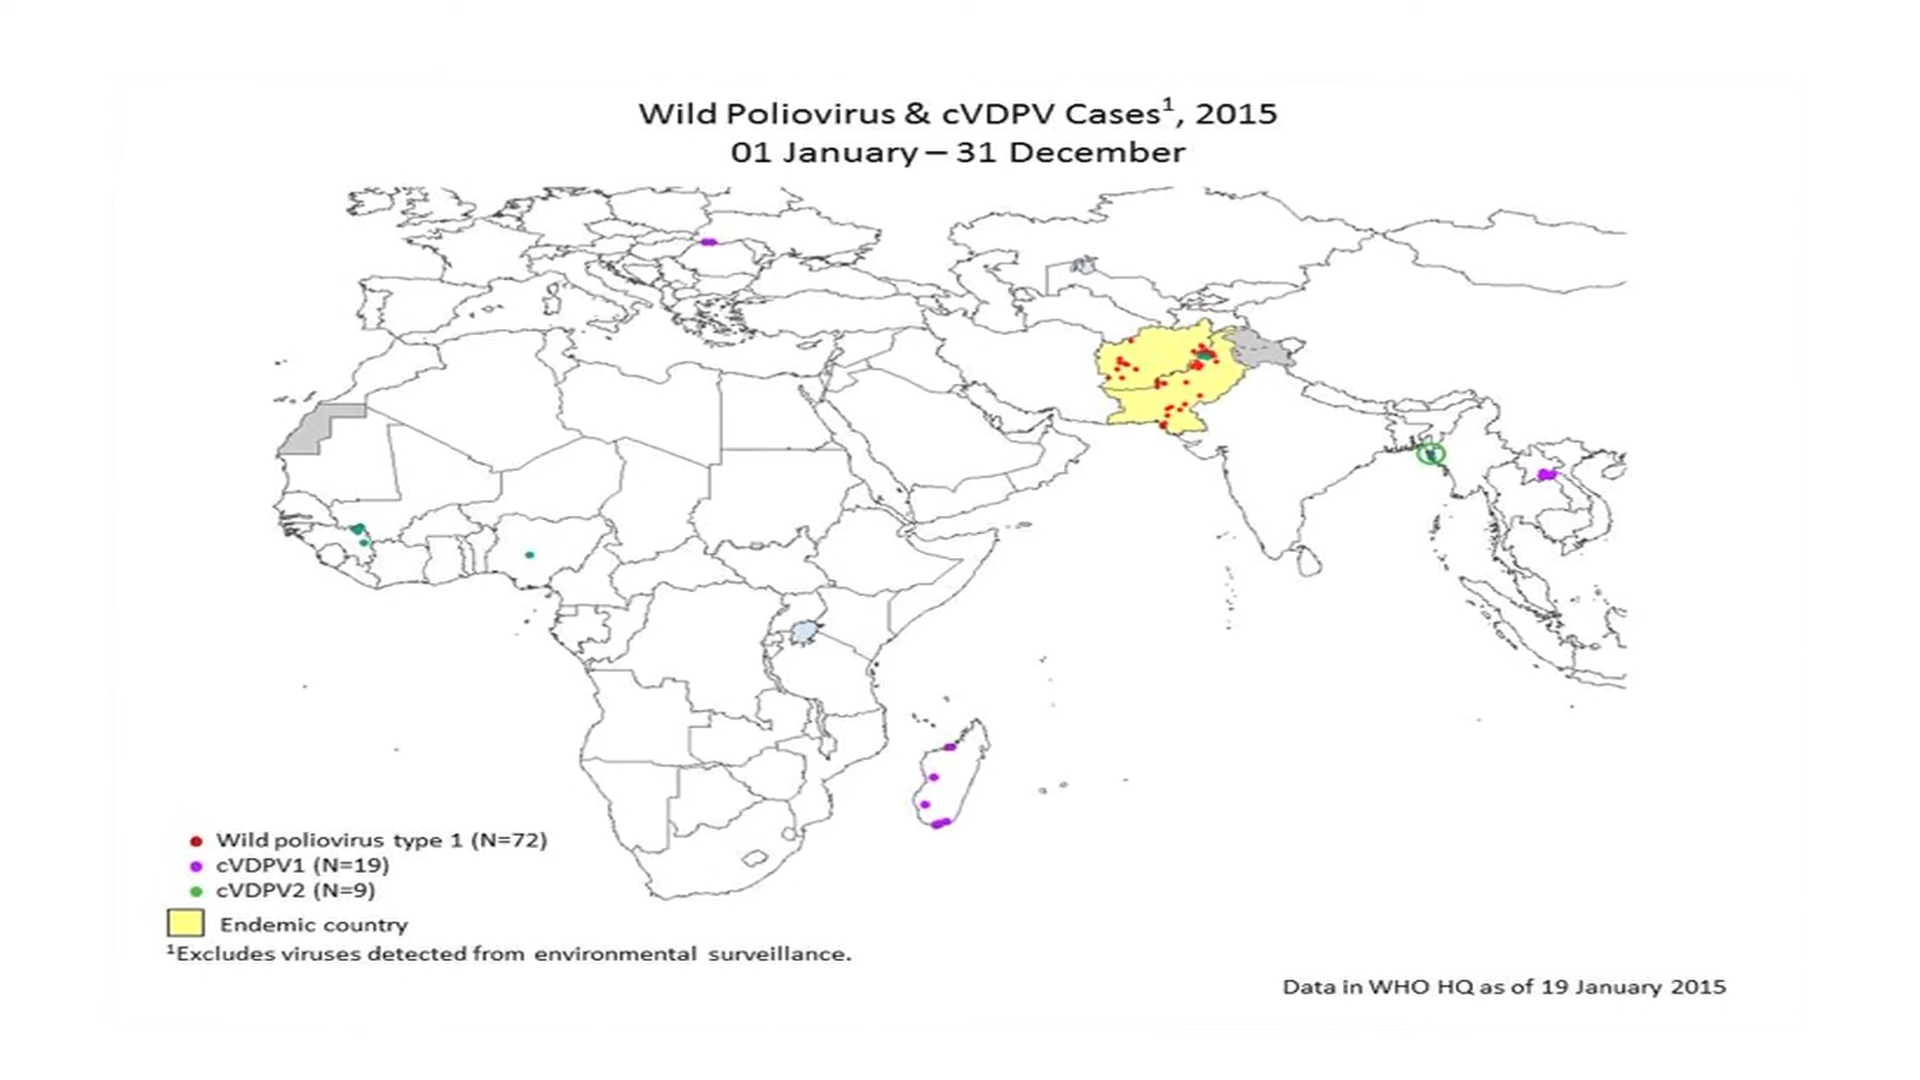 Wild Poliovirus & cVDPV Cases¹, 2015
01 January – 31 December
Wild poliovirus type 1 (N=72)
cVDPV1 (N=19)
cVDPV2 (N=9)
Endemic country
¹Excludes viruses detected from environmental surveillance.
Data in WHO HQ as of 19 January 2015